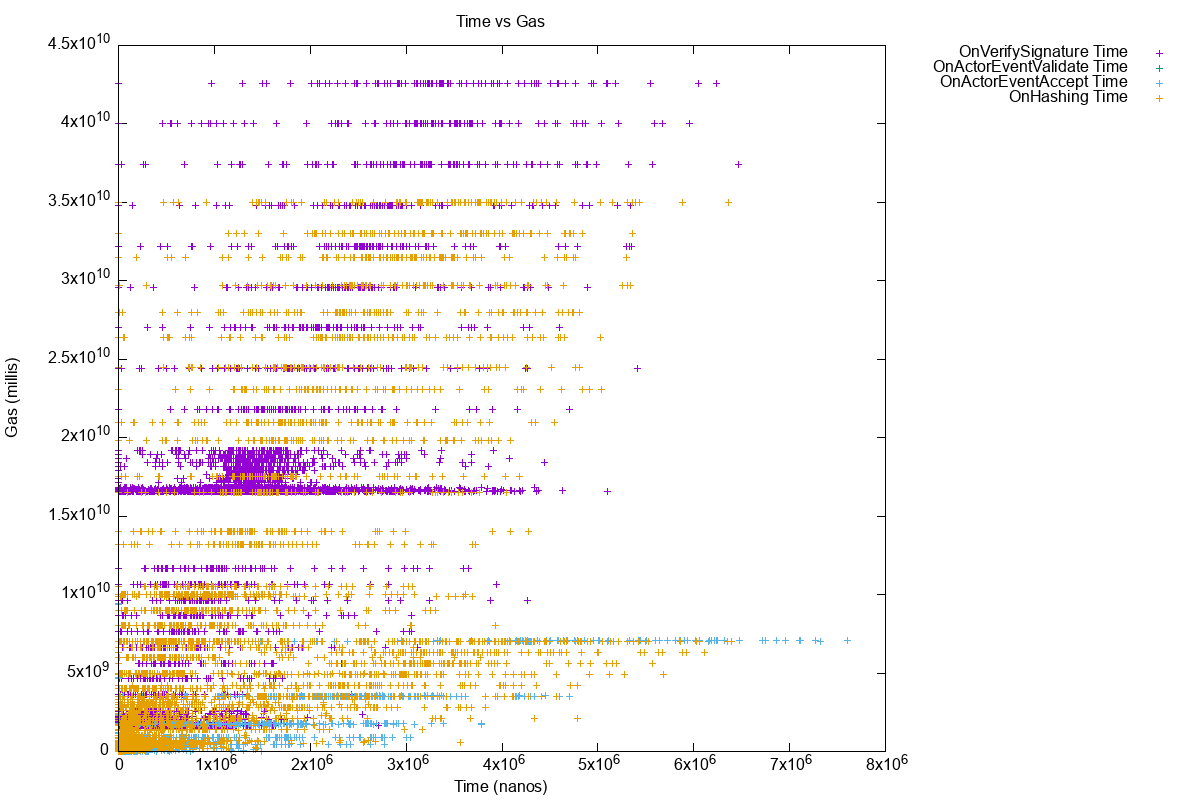 Time vs Gas
4.5x10^10
4x10^10
3.5x10^10
3x10^10
2.5x10^10
2x10^10
1.5x10^10
1x10^10
5x10^9
0
Gas (millis)
0 1x10^6 2x10^6 3x10^6 4x10^6 5x10^6 6x10^6 7x10^6 8x10^6
Time (nanos)
OnVerifySignature Time
OnActorEventValidate Time
OnActorEventAccept Time
OnHashing Time